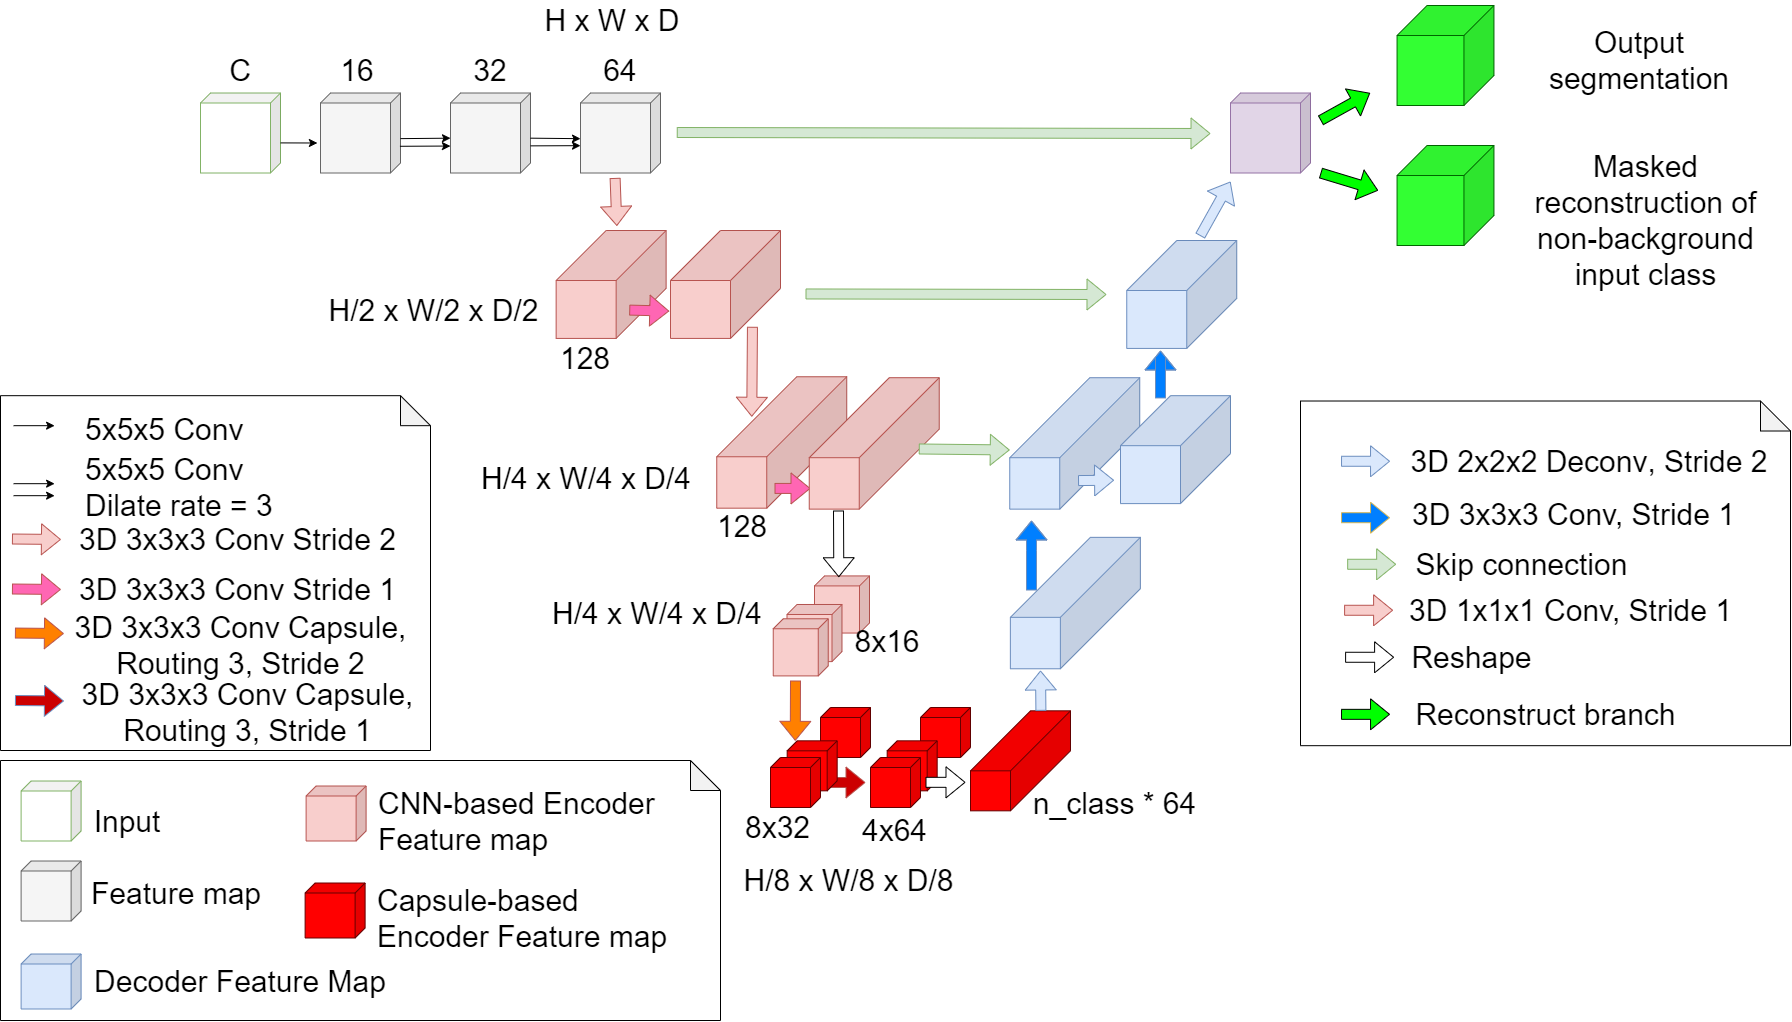 H x W x D
C
16
32
64
Output
segmentation
Masked
reconstruction of
non-background
input class
H/2 x W/2 x D/2
128
H/4 x W/4 x D/4
128
H/4 x W/4 x D/4
8x16
8x32
4x64
n_class * 64
H/8 x W/8 x D/8
5x5x5 Conv
5x5x5 Conv
Dilate rate = 3
3D 3x3x3 Conv Stride 2
3D 3x3x3 Conv Stride 1
3D 3x3x3 Conv Capsule,
Routing 3, Stride 2
3D 3x3x3 Conv Capsule,
Routing 3, Stride 1
3D 2x2x2 Deconv, Stride 2
3D 3x3x3 Conv, Stride 1
Skip connection
3D 1x1x1 Conv, Stride 1
Reshape
Reconstruct branch
Input
Feature map
Decoder Feature Map
CNN-based Encoder
Feature map
Capsule-based
Encoder Feature map